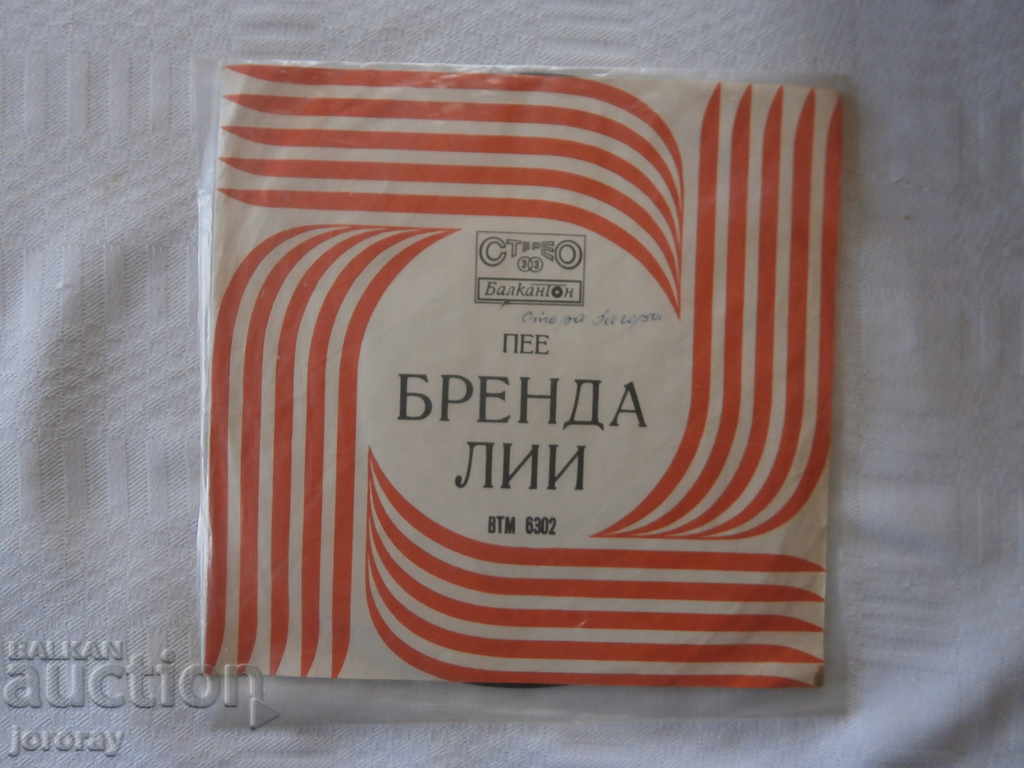 СТЕРЕО
33
Балкантон
ПЕЕ
БРЕНДА
ЛИИ
ВТМ 6302
BALKAN
auction
jororay